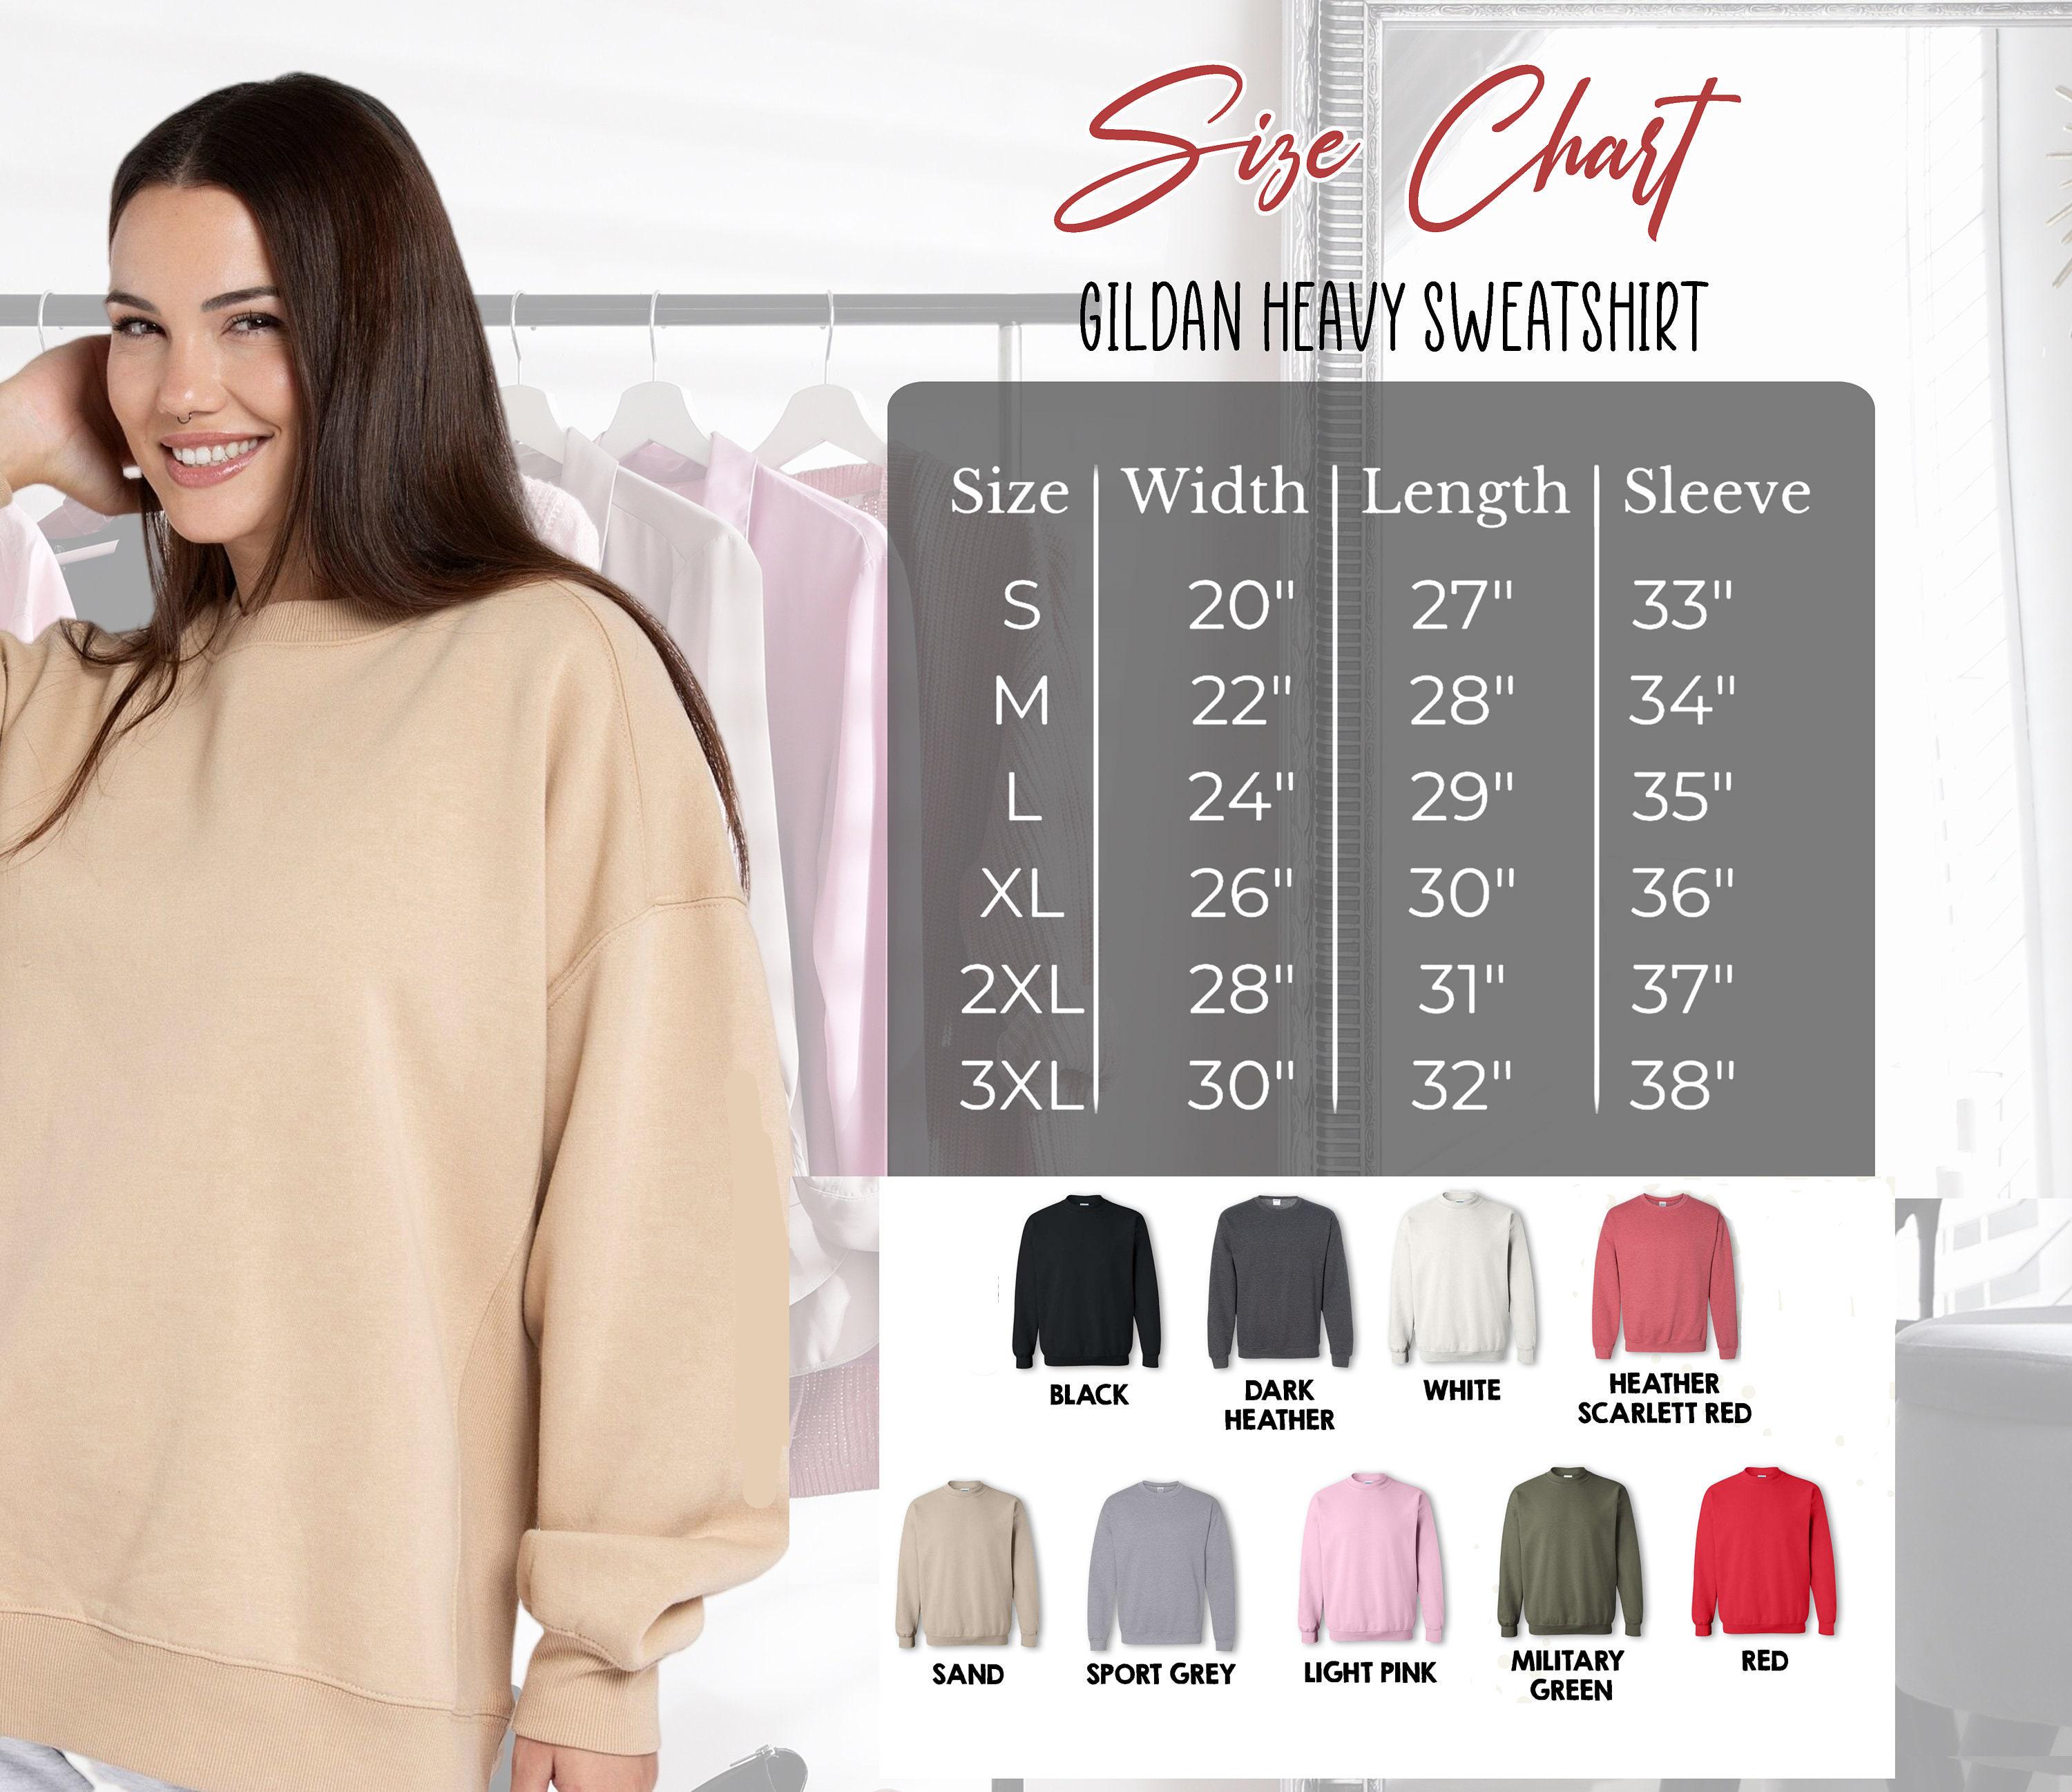 Size Chart
GILDAN HEAVY SWEATSHIRT
Size Width Length Sleeve
S 20" 27" 33"
M 22" 28" 34"
L 24" 29" 35"
XL 26" 30" 36"
2XL 28" 31" 37"
3XL 30" 32" 38"
BLACK
DARK
HEATHER
WHITE
HEATHER
SCARLETT RED
SAND
SPORT GREY
LIGHT PINK
MILITARY
GREEN
RED